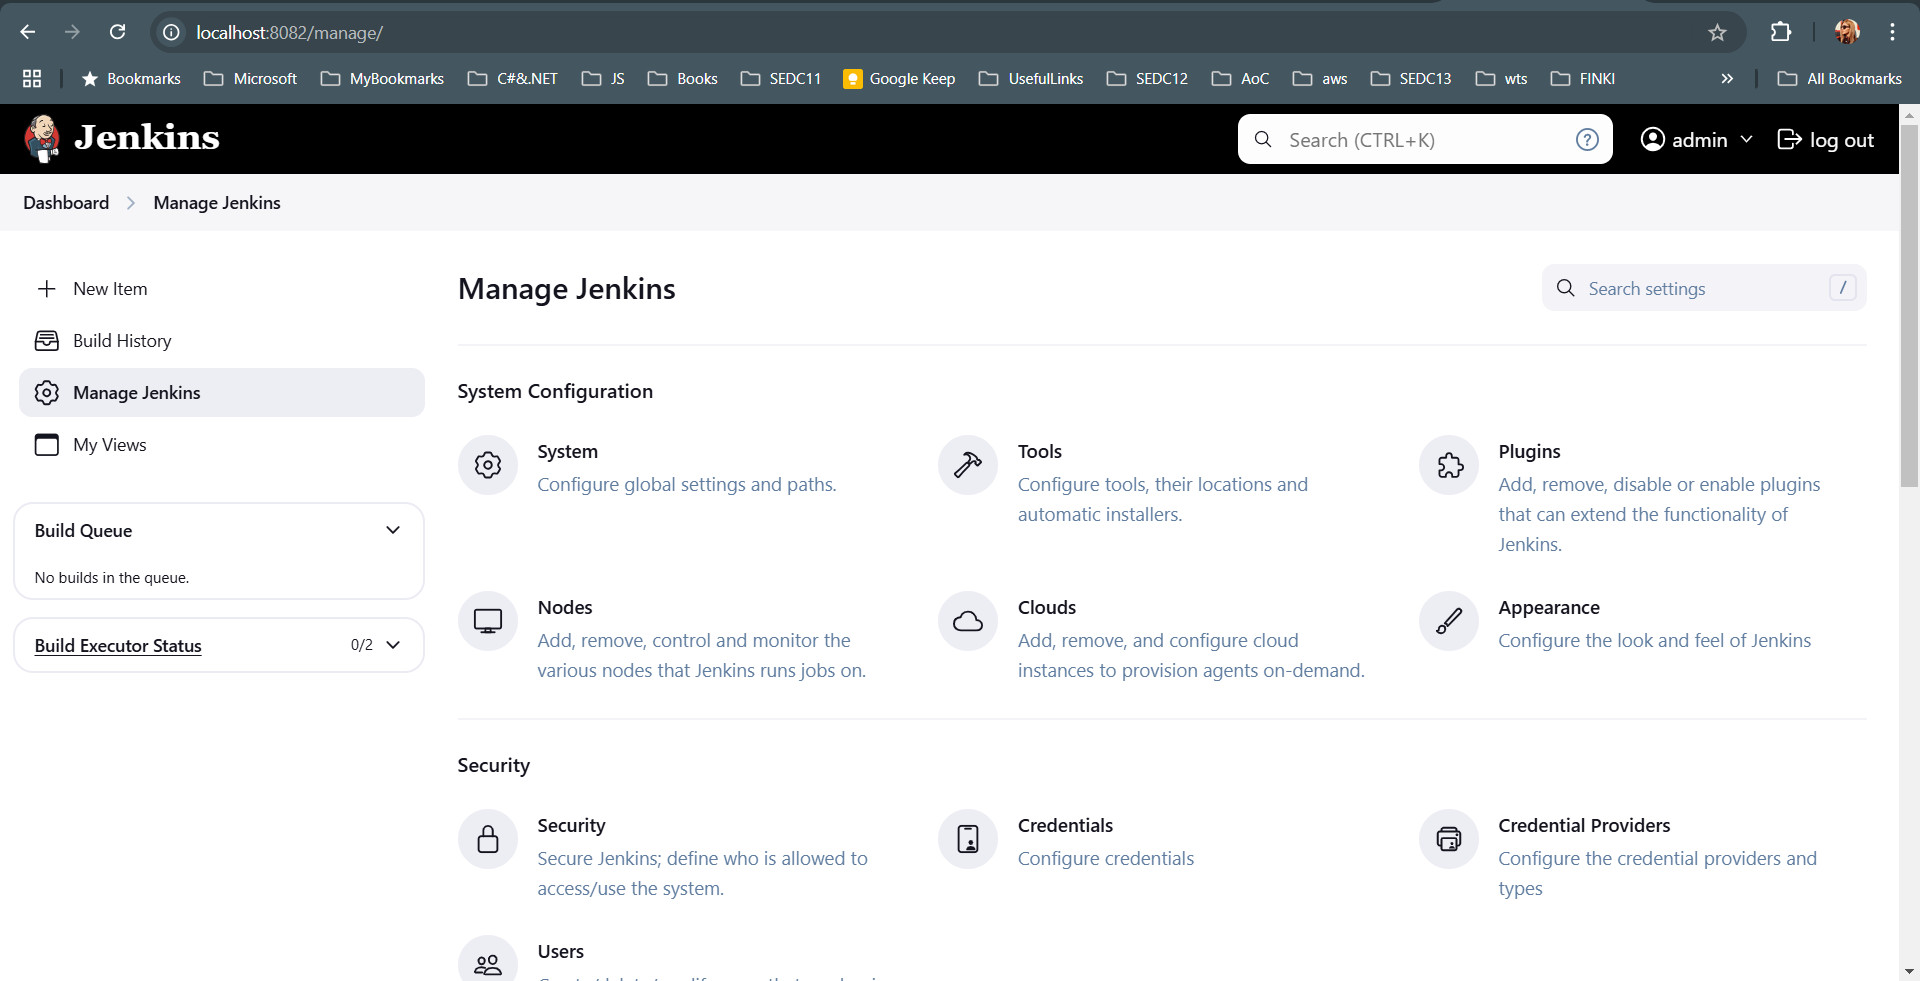 localhost:8082/manage/
Bookmarks Microsoft MyBookmarks C#&.NET JS Books SEDC11 Google Keep UsefulLinks SEDC12 AoC aws SEDC13 wts FINKI » All Bookmarks
Jenkins Search (CTRL+K) ? admin log out
Dashboard Manage Jenkins
New Item
Build History
Manage Jenkins
My Views
Build Queue
No builds in the queue.
Build Executor Status 0/2
Manage Jenkins
Search settings /
System Configuration
System
Configure global settings and paths.
Tools
Configure tools, their locations and
automatic installers.
Plugins
Add, remove, disable or enable plugins
that can extend the functionality of
Jenkins.
Nodes
Add, remove, control and monitor the
various nodes that Jenkins runs jobs on.
Clouds
Add, remove, and configure cloud
instances to provision agents on-demand.
Appearance
Configure the look and feel of Jenkins
Security
Security
Secure Jenkins; define who is allowed to
access/use the system.
Credentials
Configure credentials
Credential Providers
Configure the credential providers and
types
Users